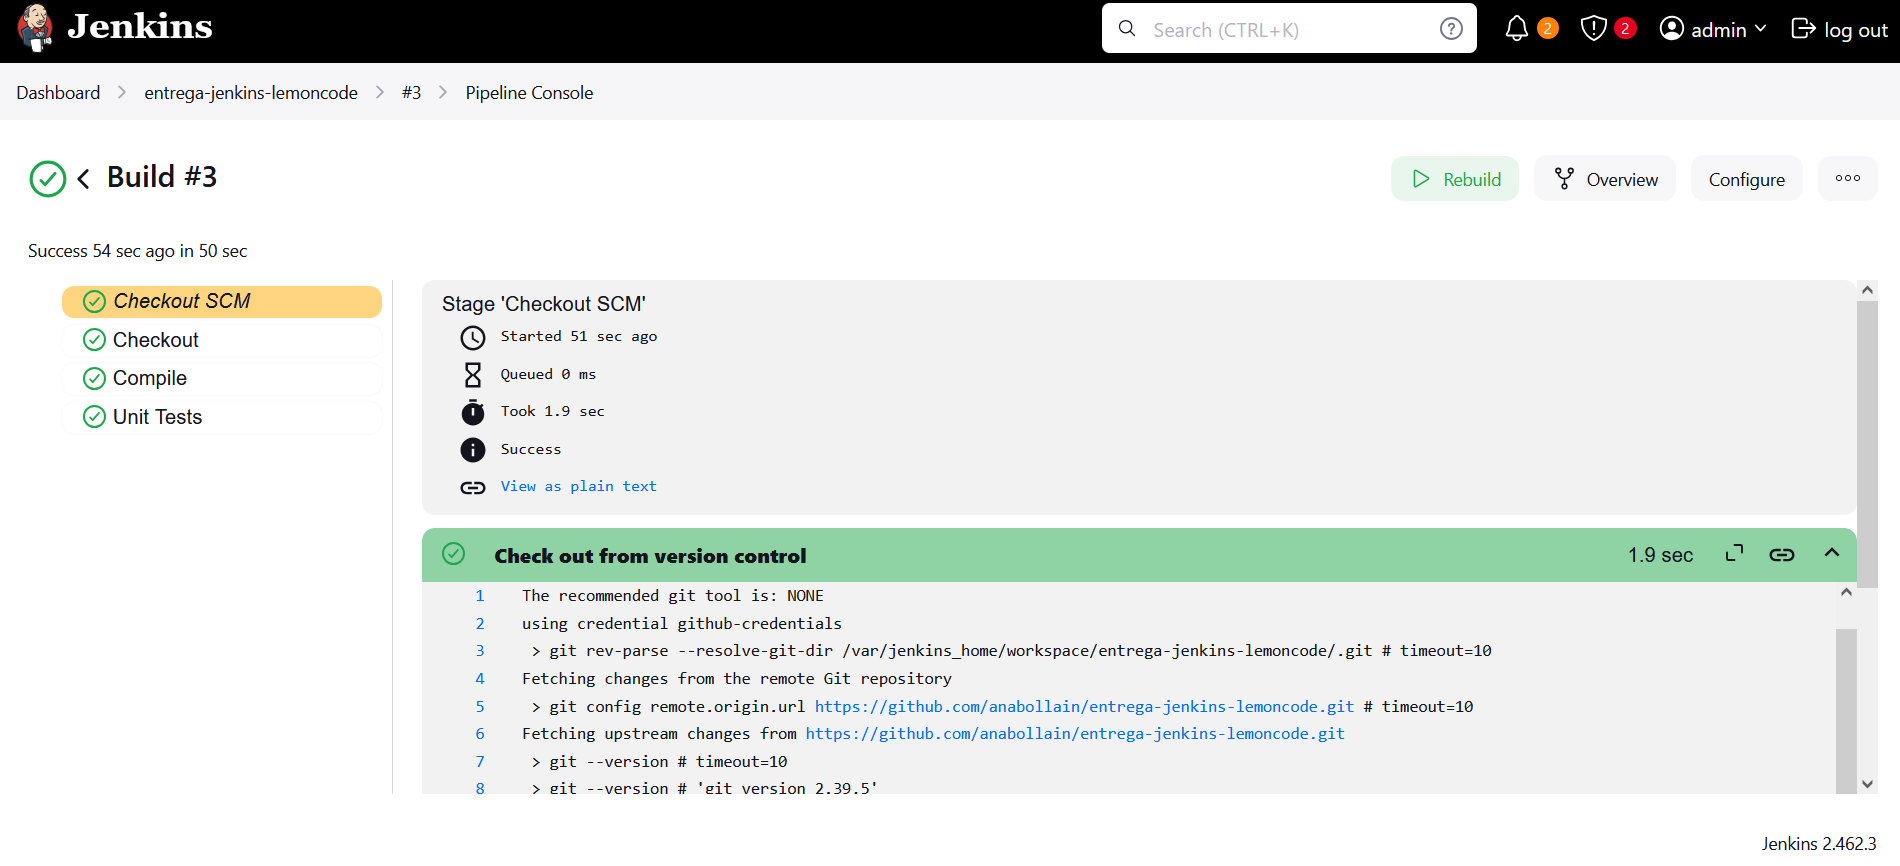 Jenkins
Search (CTRL+K)
2
2
admin
log out
Dashboard
entrega-jenkins-lemoncode
#3
Pipeline Console
Build #3
Rebuild
Overview
Configure
Success 54 sec ago in 50 sec
Checkout SCM
Checkout
Compile
Unit Tests
Stage 'Checkout SCM'
Started 51 sec ago
Queued 0 ms
Took 1.9 sec
Success
View as plain text
Check out from version control
1.9 sec
1 The recommended git tool is: NONE
2 using credential github-credentials
3 > git rev-parse --resolve-git-dir /var/jenkins_home/workspace/entrega-jenkins-lemoncode/.git # timeout=10
4 Fetching changes from the remote Git repository
5 > git config remote.origin.url https://github.com/anabollain/entrega-jenkins-lemoncode.git # timeout=10
6 Fetching upstream changes from https://github.com/anabollain/entrega-jenkins-lemoncode.git
7 > git --version # timeout=10
8 > git --version # 'git version 2.39.5'
Jenkins 2.462.3